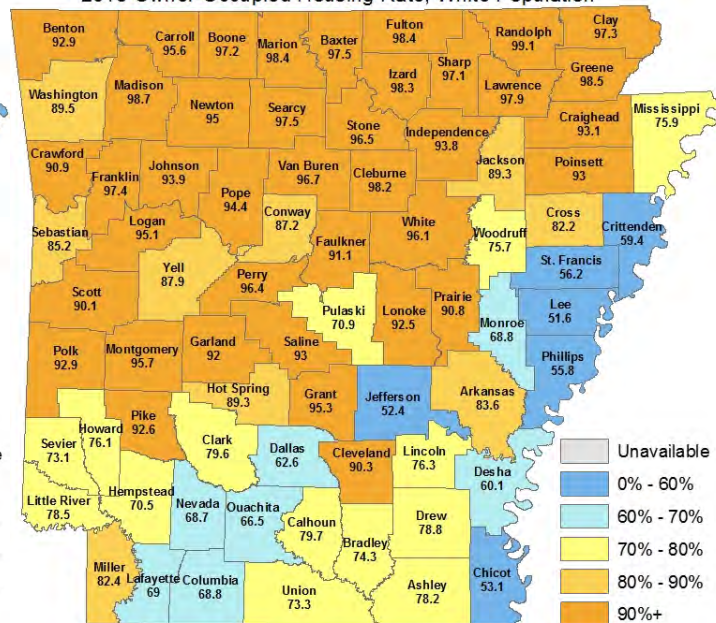 2010 Owner Occupied Housing Rate, White Population
Benton
92.9
Carroll
95.6
Boone
97.2
Marion
98.4
Baxter
97.5
Fulton
98.4
Randolph
99.1
Clay
97.3
Izard
98.3
Sharp
97.1
Lawrence
97.9
Greene
98.5
Washington
89.5
Madison
98.7
Newton
95
Searcy
97.5
Stone
96.5
Independence
93.8
Jackson
89.3
Craighead
93.1
Mississippi
75.9
Poinsett
93
Crawford
90.9
Franklin
97.4
Johnson
93.9
Pope
94.4
Van Buren
96.7
Cleburne
98.2
Sebastian
85.2
Logan
95.1
Conway
87.2
Faulkner
91.1
White
96.1
Woodruff
75.7
Cross
82.2
Crittenden
59.4
St. Francis
56.2
Scott
90.1
Yell
87.9
Perry
96.4
Pulaski
70.9
Lonoke
92.5
Prairie
90.8
Monroe
68.8
Lee
51.6
Phillips
55.8
Polk
92.9
Montgomery
95.7
Garland
92
Saline
93
Hot Spring
89.3
Grant
95.3
Jefferson
52.4
Arkansas
83.6
Sevier
73.1
Howard
76.1
Pike
92.6
Clark
79.6
Dallas
62.6
Cleveland
90.3
Lincoln
76.3
Desha
60.1
Little River
78.5
Hempstead
70.5
Nevada
68.7
Ouachita
66.5
Calhoun
79.7
Bradley
74.3
Drew
78.8
Miller
82.4
Lafayette
69
Columbia
68.8
Union
73.3
Ashley
78.2
Chicot
53.1
Unavailable
0% - 60%
60% - 70%
70% - 80%
80% - 90%
90%+